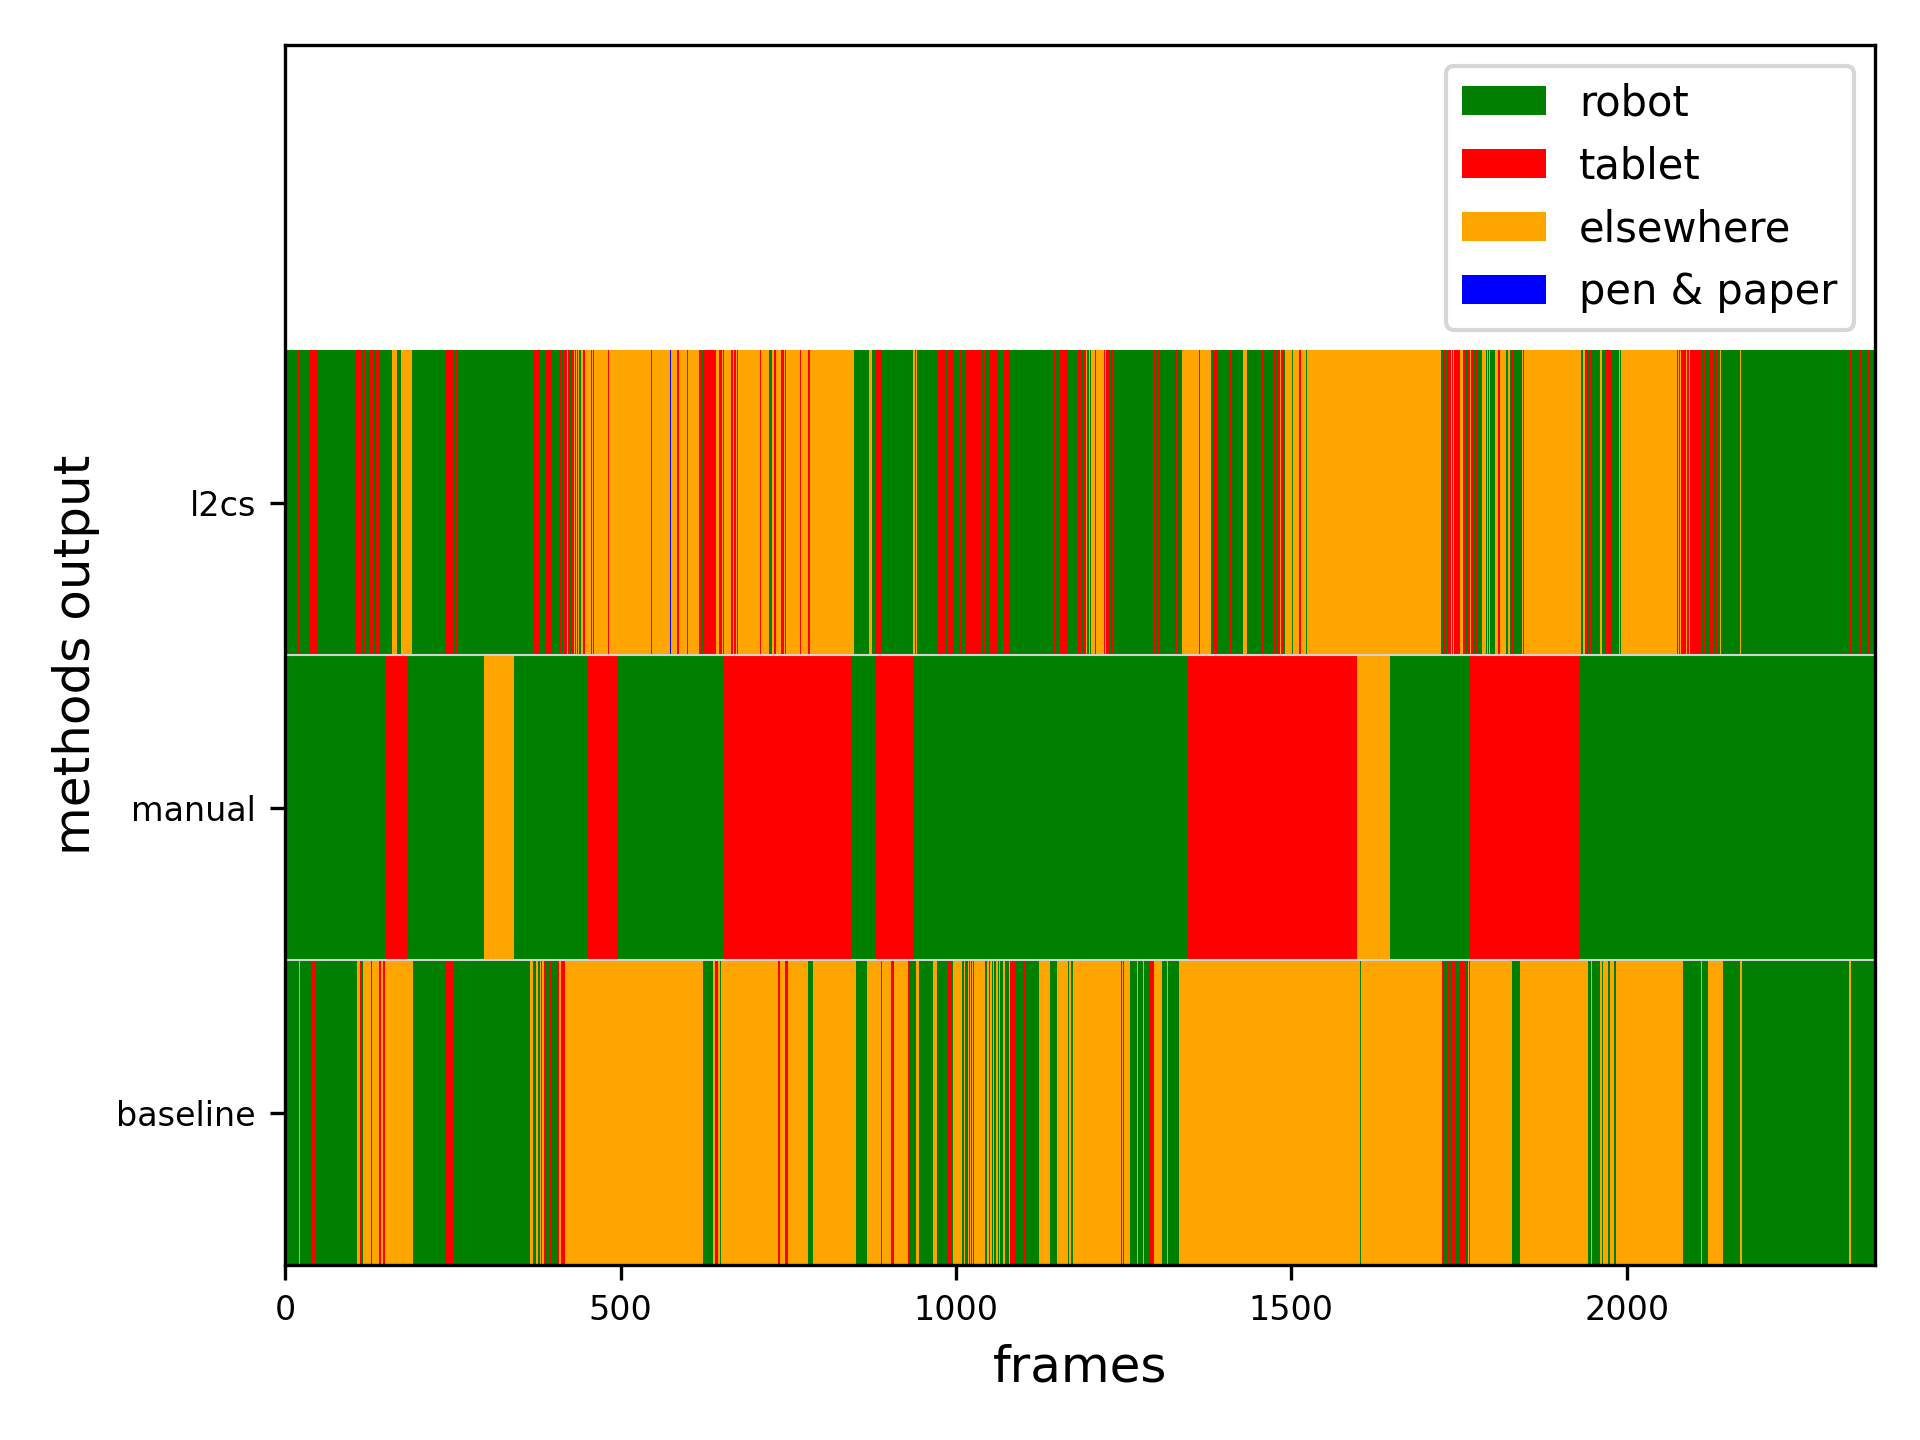 robot
tablet
elsewhere
pen & paper
methods output
l2cs
manual
baseline
0 500 1000 1500 2000
frames